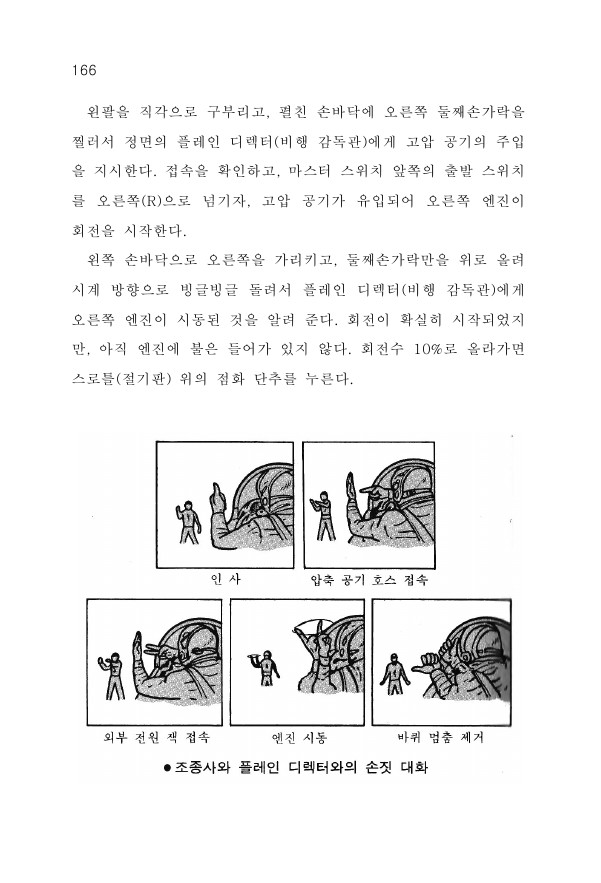 166
왼팔을 직각으로 구부리고, 펼친 손바닥에 오른쪽 둘째손가락을
찔러서 정면의 플레인 디렉터(비행 감독관)에게 고압 공기의 주입
을 지시한다. 접속을 확인하고, 마스터 스위치 앞쪽의 출발 스위치
를 오른쪽(R)으로 넘기자, 고압 공기가 유입되어 오른쪽 엔진이
회전을 시작한다.
왼쪽 손바닥으로 오른쪽을 가리키고, 둘째손가락만을 위로 올려
시계 방향으로 빙글빙글 돌려서 플레인 디렉터(비행 감독관)에게
오른쪽 엔진이 시동된 것을 알려 준다. 회전이 확실히 시작되었지
만, 아직 엔진에 불은 들어가 있지 않다. 회전수 10%로 올라가면
스로틀(절기판) 위의 점화 단추를 누른다.
인 사
압축 공기 호스 접속
외부 전원 잭 접속
엔진 시동
바퀴 멈춤 제거
●조종사와 플레인 디렉터와의 손짓 대화